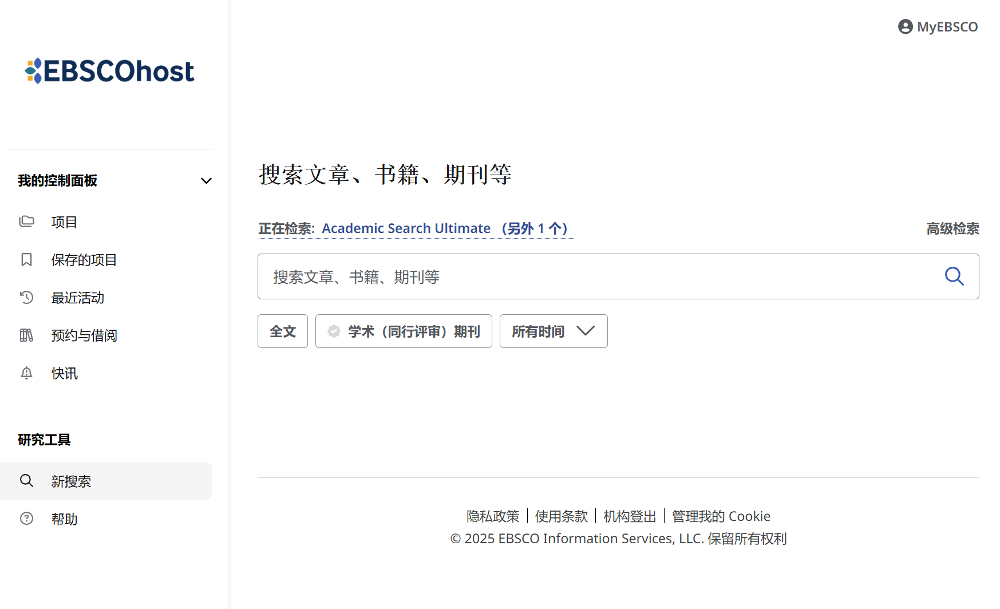 MyEBSCO
EBSCOhost
我的控制面板
项目
保存的项目
最近活动
预约与借阅
快讯
研究工具
新搜索
帮助
搜索文章、书籍、期刊等
正在检索: Academic Search Ultimate （另外 1 个）
高级检索
搜索文章、书籍、期刊等
全文
学术（同行评审）期刊
所有时间
隐私政策 | 使用条款 | 机构登出 | 管理我的 Cookie
© 2025 EBSCO Information Services, LLC. 保留所有权利